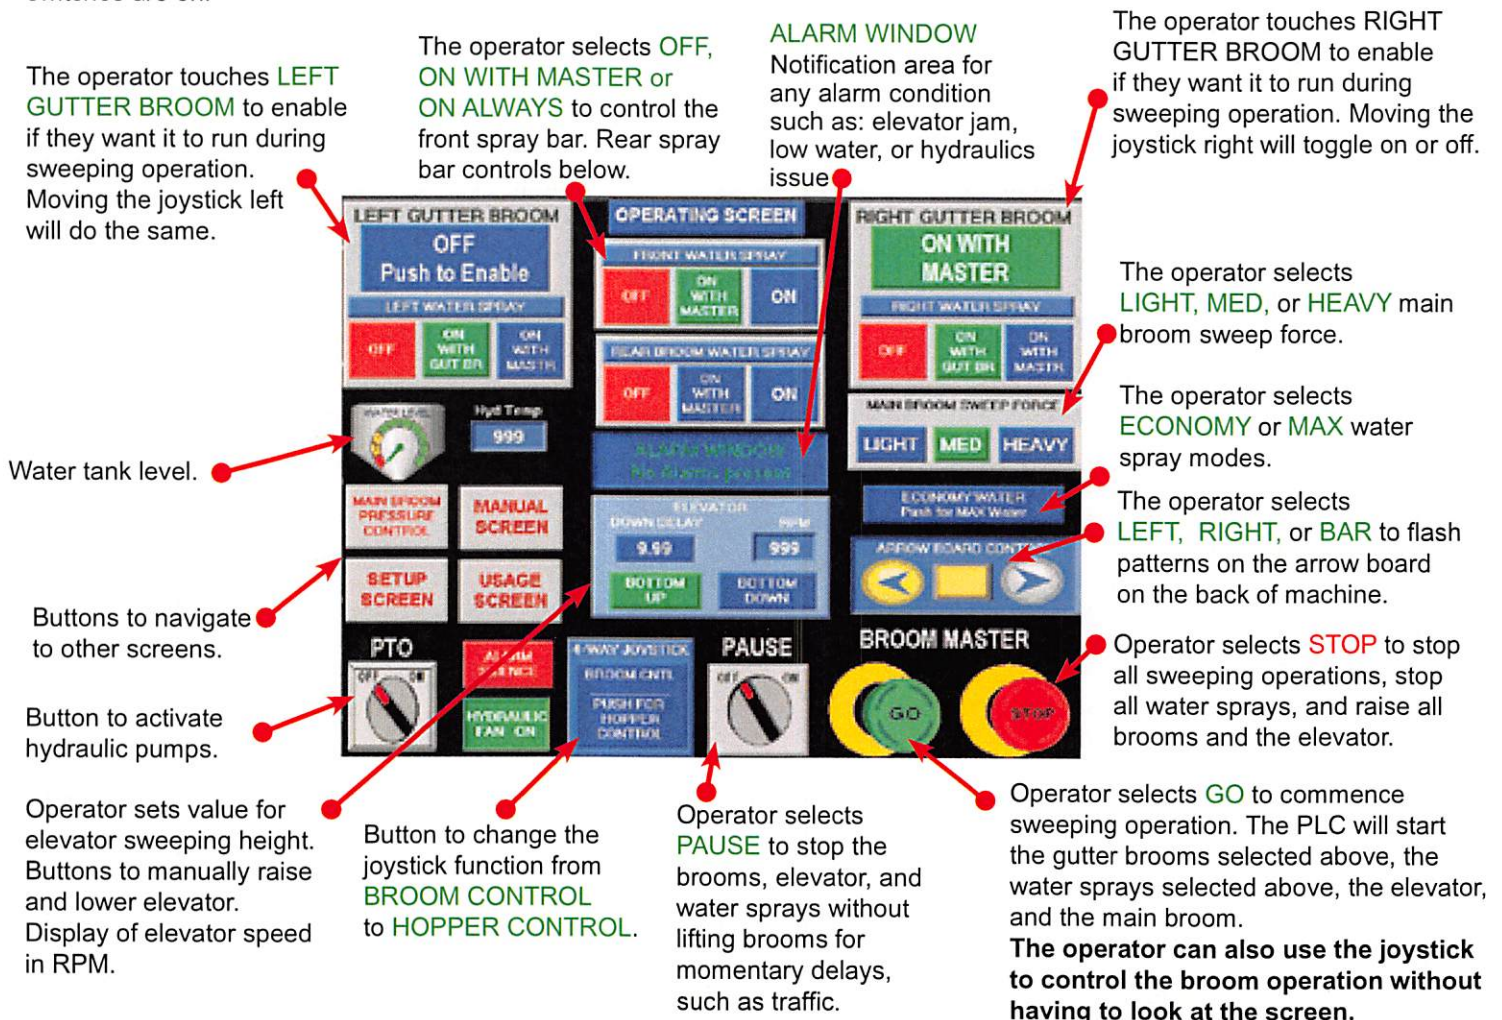 The operator touches LEFT
GUTTER BROOM to enable
if they want it to run during
sweeping operation.
Moving the joystick left
will do the same.
The operator selects OFF,
ON WITH MASTER or
ON ALWAYS to control the
front spray bar. Rear spray
bar controls below.
ALARM WINDOW
Notification area for
any alarm condition
such as: elevator jam,
low water, or hydraulics
issue
The operator touches RIGHT
GUTTER BROOM to enable
if they want it to run during
sweeping operation. Moving the
joystick right will toggle on or off.
LEFT GUTTER BROOM
OFF
Push to Enable
LEFT WATER SPRAY
OFF
ON
WITH
GUT BR
ON
WITH
MASTR
OPERATING SCREEN
FRONT WATER SPRAY
OFF
ON
WITH
MASTER
ON
REAR BROOM WATER SPRAY
OFF
ON
WITH
MASTER
ON
RIGHT GUTTER BROOM
ON WITH
MASTER
RIGHT WATER SPRAY
OFF
ON
WITH
GUT BR
ON
WITH
MASTR
The operator selects
LIGHT, MED, or HEAVY main
broom sweep force.
WATER LEVEL
Hyd Temp
999
ALARM WINDOW
No Alarms present
MAIN BROOM SWEEP FORCE
LIGHT
MED
HEAVY
The operator selects
ECONOMY or MAX water
spray modes.
Water tank level.
MAIN BROOM
PRESSURE
CONTROL
MANUAL
SCREEN
SETUP
SCREEN
USAGE
SCREEN
ELEVATOR
DOWN DELAY
RPM
9.99
999
BOTTOM
UP
BOTTOM
DOWN
ECONOMY WATER
Push for MAX Water
ARROW BOARD
The operator selects
LEFT, RIGHT, or BAR to flash
patterns on the arrow board
on the back of machine.
Buttons to navigate
to other screens.
PTO
OFF
ON
ALARM
SILENCE
HYDRAULIC
FAN ON
4-WAY JOYSTICK
BROOM CNTL
PUSH FOR
HOPPER
CONTROL
PAUSE
OFF
ON
BROOM MASTER
GO
STOP
Operator selects STOP to stop
all sweeping operations, stop
all water sprays, and raise all
brooms and the elevator.
Button to activate
hydraulic pumps.
Operator sets value for
elevator sweeping height.
Buttons to manually raise
and lower elevator.
Display of elevator speed
in RPM.
Button to change the
joystick function from
BROOM CONTROL
to HOPPER CONTROL.
Operator selects
PAUSE to stop the
brooms, elevator, and
water sprays without
lifting brooms for
momentary delays,
such as traffic.
Operator selects GO to commence
sweeping operation. The PLC will start
the gutter brooms selected above, the
water sprays selected above, the elevator,
and the main broom.
The operator can also use the joystick
to control the broom operation without
having to look at the screen.